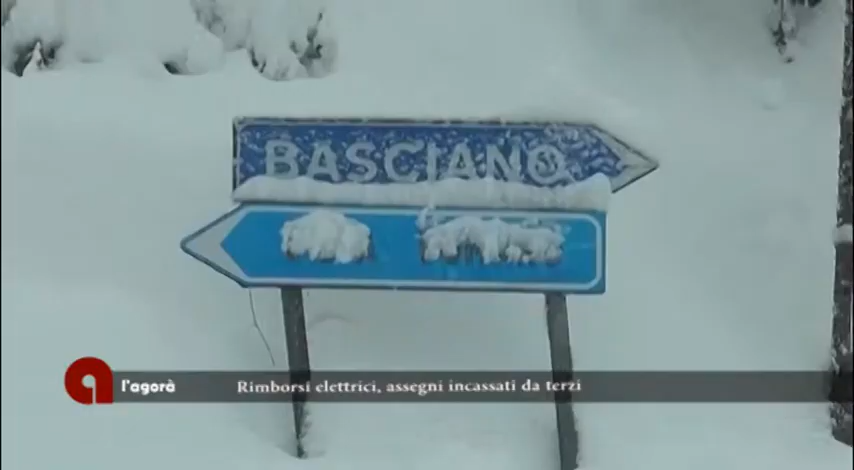 BASCIANO
a l'agorà
Rimborsi elettrici, assegni incassati da terzi